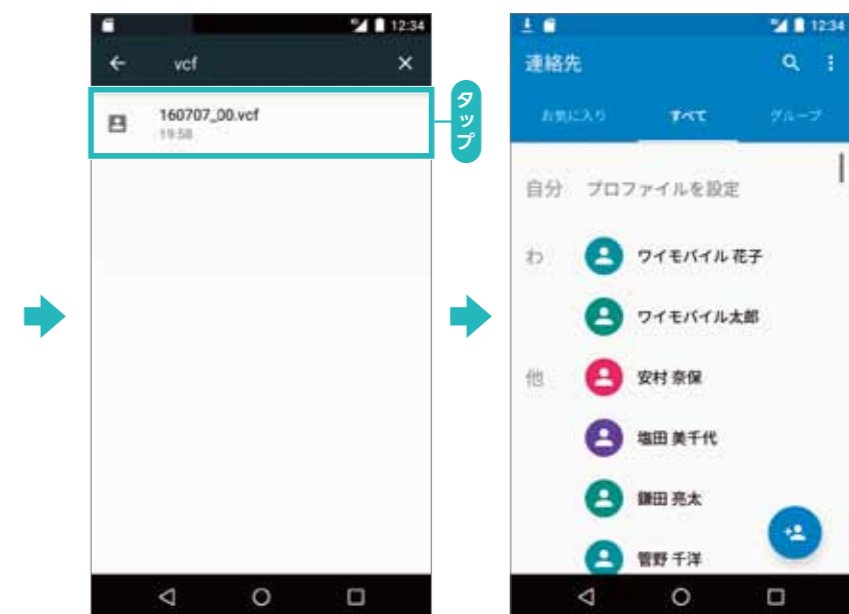 12:34
vcf
160707_00.vcf
19:58
タップ
12:34
連絡先
お気に入り すべて グループ
自分 プロファイルを設定
わ ワイモバイル 花子
ワイモバイル太郎
他 安村 奈保
塩田 美千代
鎌田 亮太
管野 千洋